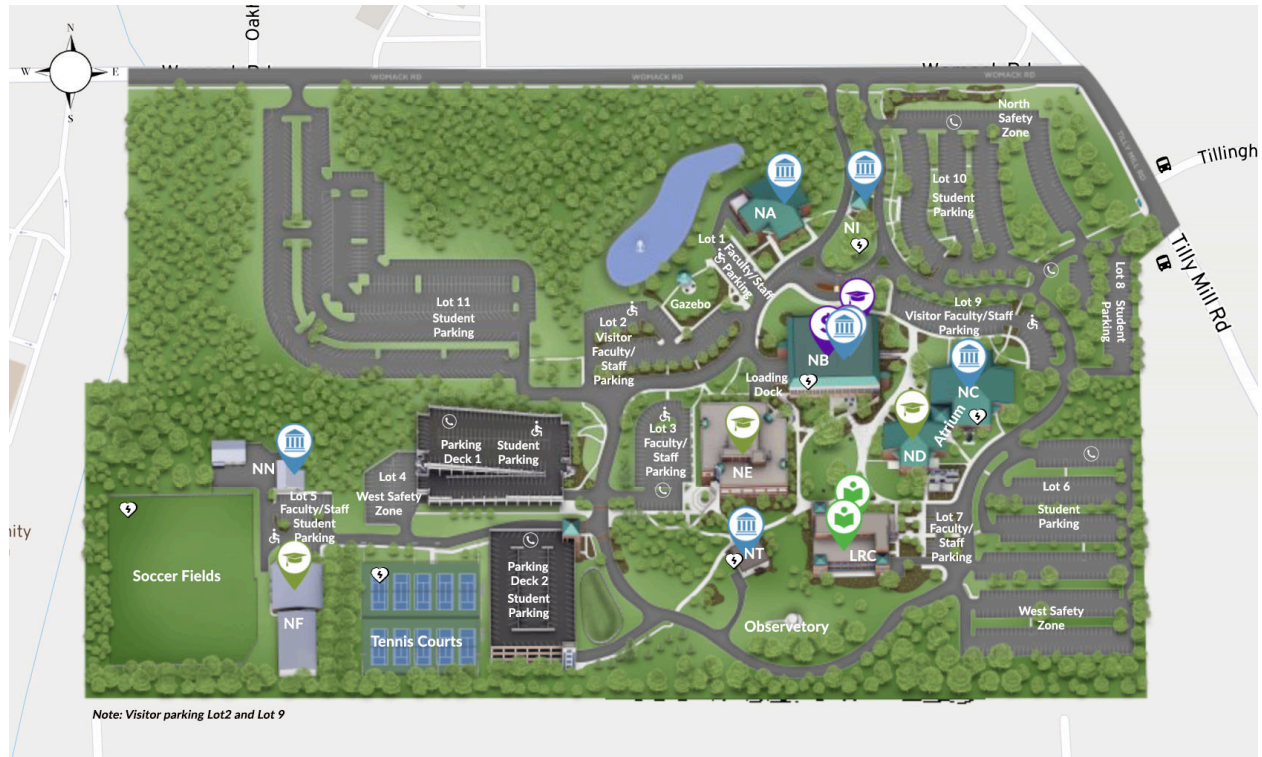 N
W
E
S
Oakh
WOMACK RD
WOMACK RD
WOMACK RD
Womack Rd
Womack Rd
North
Safety
Zone
TILLY MILL RD
Tillingh
Tilly Mill Rd
Lot 10
Student
Parking
NA
NI
Lot 1
Faculty/Staff
Parking
Gazebo
Lot 8
Student
Parking
Lot 11
Student
Parking
Lot 2
Visitor
Faculty/
Staff
Parking
Lot 9
Visitor Faculty/Staff
Parking
NB
Loading
Dock
NC
Atrium
ND
Parking
Deck 1
Student
Parking
Lot 3
Faculty/
Staff
Parking
NE
NN
Lot 4
West Safety
Zone
Lot 5
Faculty/Staff
Student
Parking
Lot 6
Student
Parking
Lot 7
Faculty/
Staff
Parking
NT
LRC
Soccer Fields
NF
Tennis Courts
Parking
Deck 2
Student
Parking
Observetory
West Safety
Zone
nity
Note: Visitor parking Lot2 and Lot 9